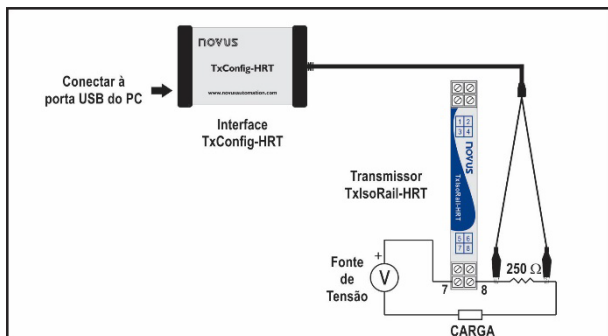 novus
TxConfig-HRT
www.novusautomation.com
Conectar à
porta USB do PC
Interface
TxConfig-HRT
1 2
3 4
novus
TxIsoRail-HRT
Transmissor
TxIsoRail-HRT
5 6
7 8
Fonte
de
Tensão
+
V
7
8
250 Ω
CARGA